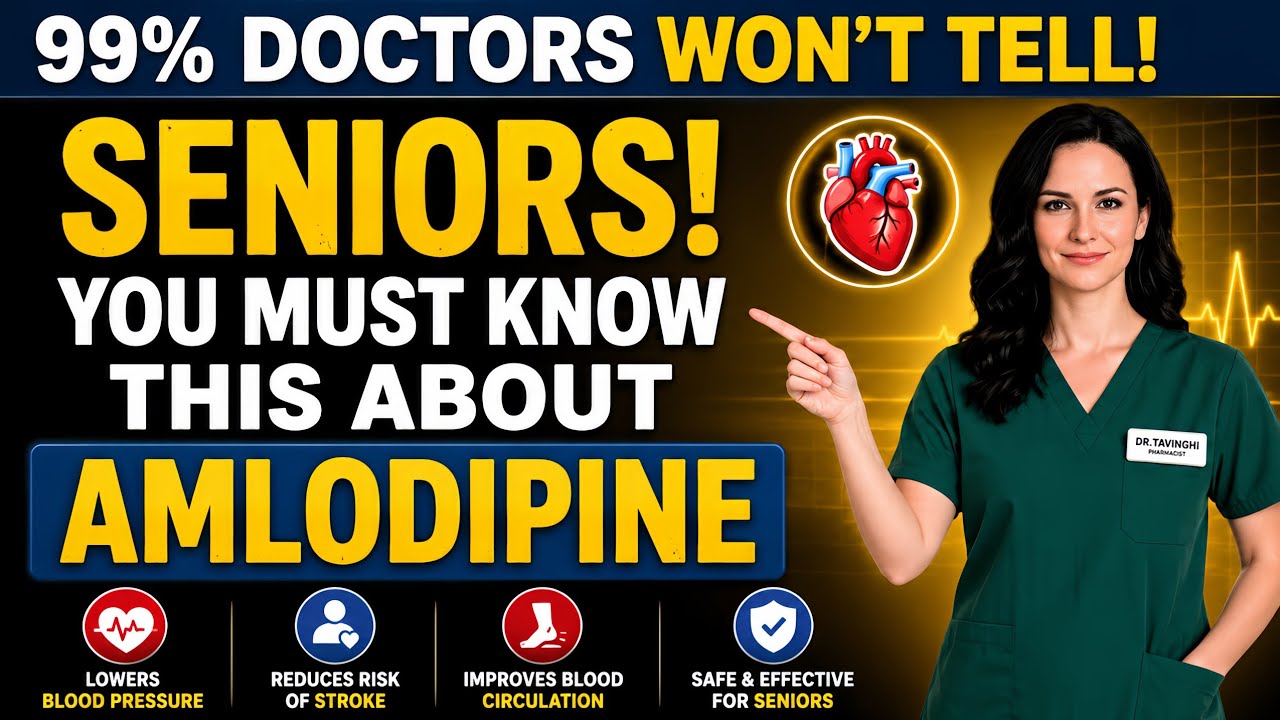 99% DOCTORS WON'T TELL!
SENIORS!
YOU MUST KNOW
THIS ABOUT
AMLODIPINE
DR. TAVINGHI
PHARMACIST
LOWERS
BLOOD PRESSURE
REDUCES RISK
OF STROKE
IMPROVES BLOOD
CIRCULATION
SAFE & EFFECTIVE
FOR SENIORS